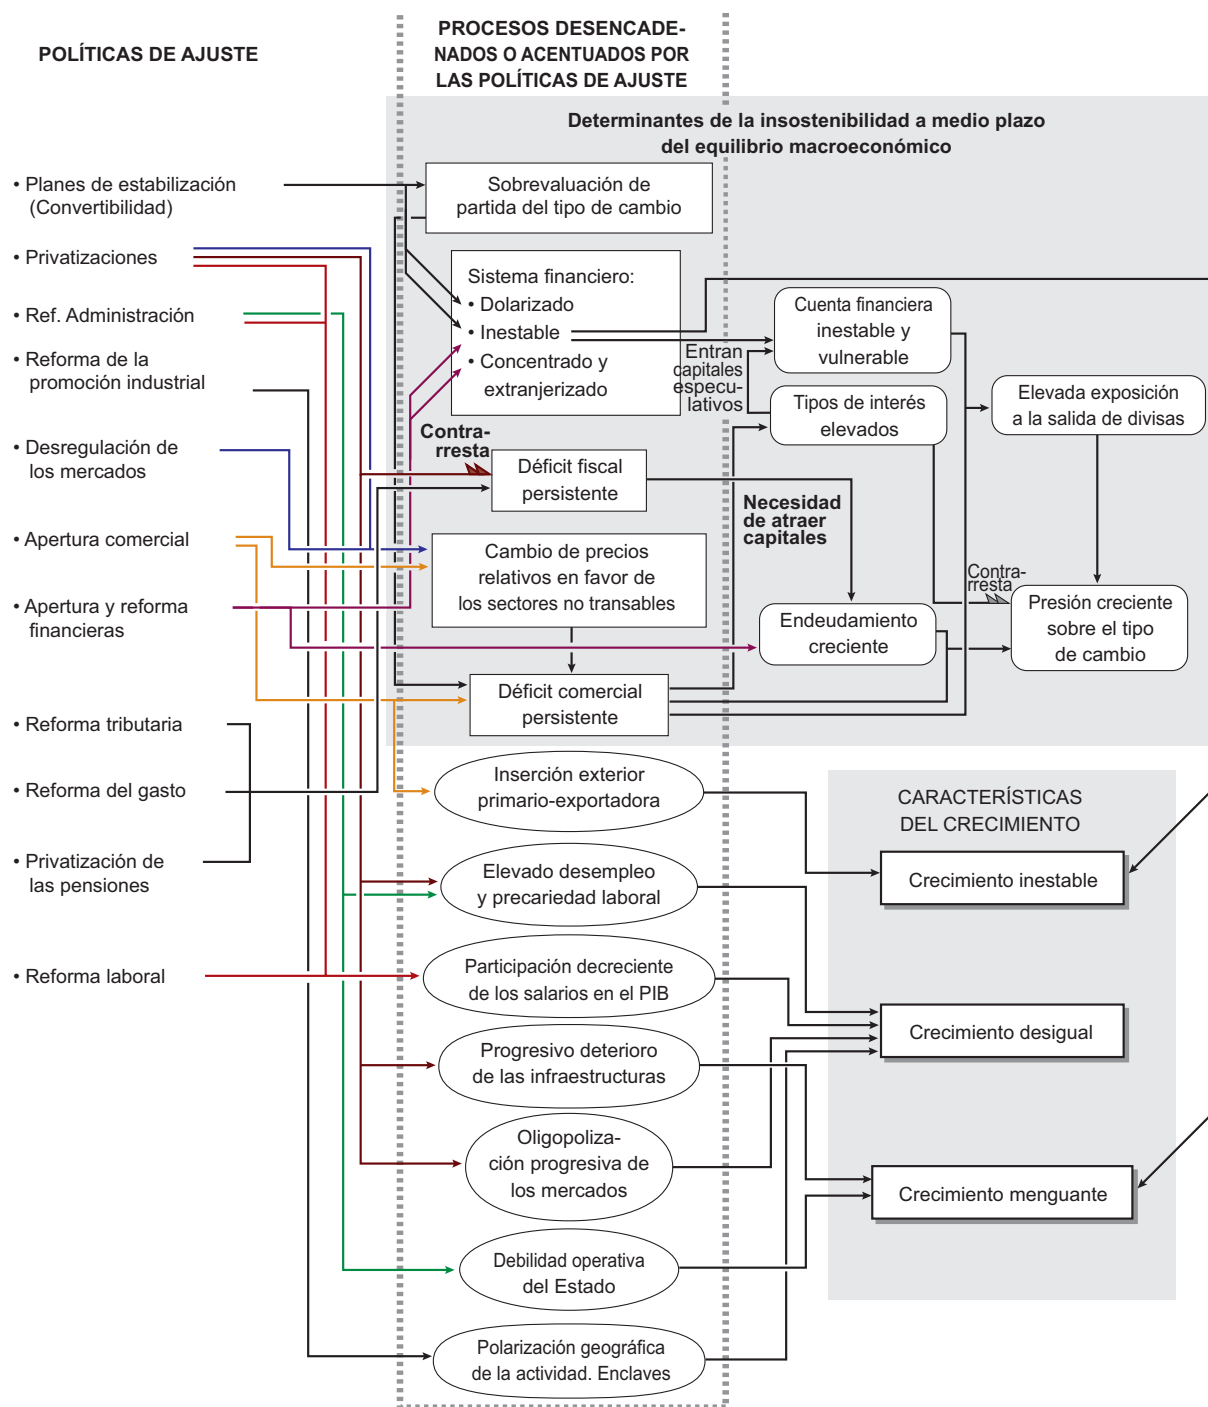 POLÍTICAS DE AJUSTE
PROCESOS DESENCADE-
NADOS O ACENTUADOS POR
LAS POLÍTICAS DE AJUSTE
Determinantes de la insostenibilidad a medio plazo
del equilibrio macroeconómico
• Planes de estabilización
(Convertibilidad)
• Privatizaciones
• Ref. Administración
• Reforma de la
promoción industrial
• Desregulación de
los mercados
• Apertura comercial
• Apertura y reforma
financieras
• Reforma tributaria
• Reforma del gasto
• Privatización de
las pensiones
• Reforma laboral
Sobrevaluación de
partida del tipo de cambio
Sistema financiero:
• Dolarizado
• Inestable
• Concentrado y
extranjerizado
Contra-
rresta
Déficit fiscal
persistente
Cambio de precios
relativos en favor de
los sectores no transables
Déficit comercial
persistente
Entran
capitales
especu-
lativos
Cuenta financiera
inestable y
vulnerable
Tipos de interés
elevados
Necesidad
de atraer
capitales
Endeudamiento
creciente
Elevada exposición
a la salida de divisas
Contra-
rresta
Presión creciente
sobre el tipo
de cambio
Inserción exterior
primario-exportadora
Elevado desempleo
y precariedad laboral
Participación decreciente
de los salarios en el PIB
Progresivo deterioro
de las infraestructuras
Oligopoliza-
ción progresiva de
los mercados
Debilidad operativa
del Estado
Polarización geográfica
de la actividad. Enclaves
CARACTERÍSTICAS
DEL CRECIMIENTO
Crecimiento inestable
Crecimiento desigual
Crecimiento menguante